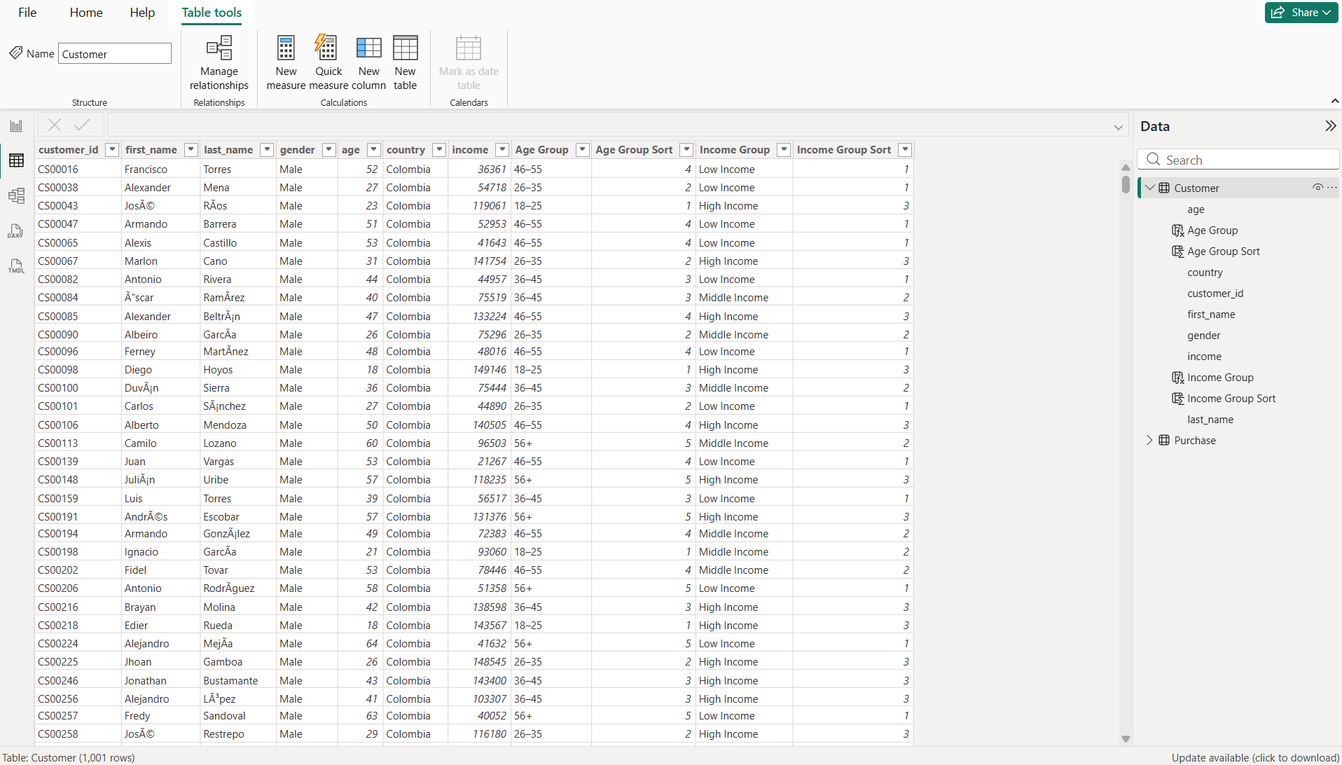 File Home Help Table tools Share
Name Customer
Manage relationships
New measure
Quick measure
New column
New table
Mark as date table
Structure Relationships Calculations Calendars
customer_id first_name last_name gender age country income Age Group Age Group Sort Income Group Income Group Sort
CS00016 Francisco Torres Male 52 Colombia 36361 46–55 4 Low Income 1
CS00038 Alexander Mena Male 27 Colombia 54718 26–35 2 Low Income 1
CS00043 JosÃ© RÃ­os Male 23 Colombia 119061 18–25 1 High Income 3
CS00047 Armando Barrera Male 51 Colombia 52953 46–55 4 Low Income 1
CS00065 Alexis Castillo Male 53 Colombia 41643 46–55 4 Low Income 1
CS00067 Marlon Cano Male 31 Colombia 141754 26–35 2 High Income 3
CS00082 Antonio Rivera Male 44 Colombia 44957 36–45 3 Low Income 1
CS00084 Ã“scar RamÃ­rez Male 40 Colombia 75519 36–45 3 Middle Income 2
CS00085 Alexander BeltrÃ¡n Male 47 Colombia 133224 46–55 4 High Income 3
CS00090 Albeiro GarcÃ­a Male 26 Colombia 75296 26–35 2 Middle Income 2
CS00096 Ferney MartÃ­nez Male 48 Colombia 48016 46–55 4 Low Income 1
CS00098 Diego Hoyos Male 18 Colombia 149146 18–25 1 High Income 3
CS00100 DuvÃ¡n Sierra Male 36 Colombia 75444 36–45 3 Middle Income 2
CS00101 Carlos SÃ¡nchez Male 27 Colombia 44890 26–35 2 Low Income 1
CS00106 Alberto Mendoza Male 50 Colombia 140505 46–55 4 High Income 3
CS00113 Camilo Lozano Male 60 Colombia 96503 56+ 5 Middle Income 2
CS00139 Juan Vargas Male 53 Colombia 21267 46–55 4 Low Income 1
CS00148 JuliÃ¡n Uribe Male 57 Colombia 118235 56+ 5 High Income 3
CS00159 Luis Torres Male 39 Colombia 56517 36–45 3 Low Income 1
CS00191 AndrÃ©s Escobar Male 57 Colombia 131376 56+ 5 High Income 3
CS00194 Armando GonzÃ¡lez Male 49 Colombia 72383 46–55 4 Middle Income 2
CS00198 Ignacio GarcÃ­a Male 21 Colombia 93060 18–25 1 Middle Income 2
CS00202 Fidel Tovar Male 53 Colombia 78446 46–55 4 Middle Income 2
CS00206 Antonio RodrÃ­guez Male 58 Colombia 51358 56+ 5 Low Income 1
CS00216 Brayan Molina Male 42 Colombia 138598 36–45 3 High Income 3
CS00218 Edier Rueda Male 18 Colombia 143567 18–25 1 High Income 3
CS00224 Alejandro MejÃ­a Male 64 Colombia 41632 56+ 5 Low Income 1
CS00225 Jhoan Gamboa Male 26 Colombia 148545 26–35 2 High Income 3
CS00246 Jonathan Bustamante Male 43 Colombia 143400 36–45 3 High Income 3
CS00256 Alejandro LÃ³pez Male 41 Colombia 103307 36–45 3 High Income 3
CS00257 Fredy Sandoval Male 63 Colombia 40052 56+ 5 Low Income 1
CS00258 JosÃ© Restrepo Male 29 Colombia 116180 26–35 2 High Income 3
DAX
TMDL
Data
Search
Customer
age
Age Group
Age Group Sort
country
customer_id
first_name
gender
income
Income Group
Income Group Sort
last_name
Purchase
Table: Customer (1,001 rows) Update available (click to download)